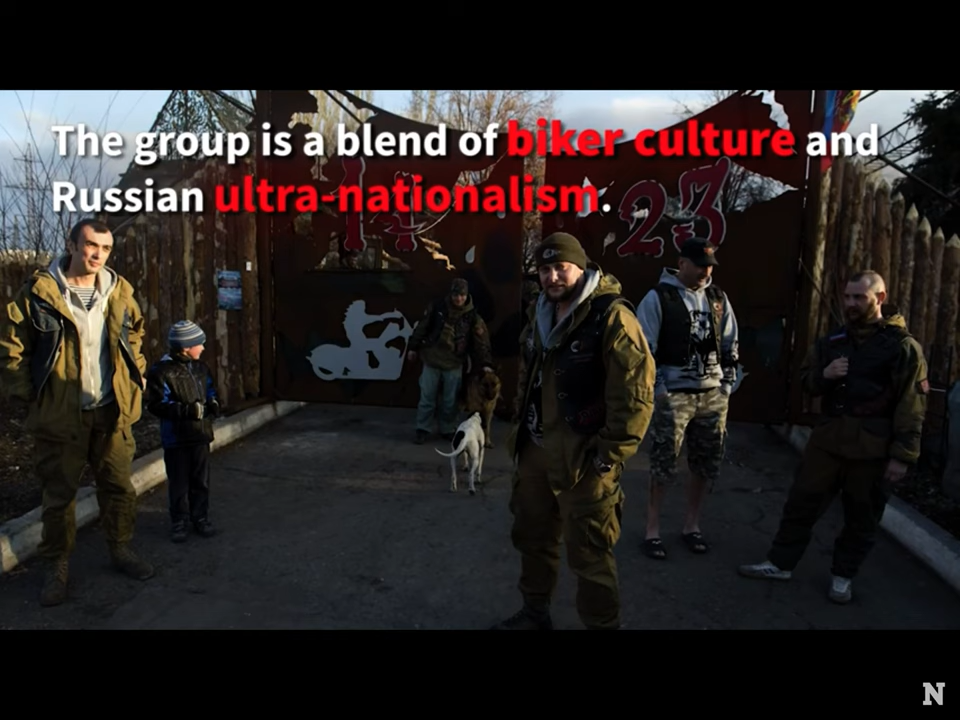 The group is a blend of biker culture and
Russian ultra-nationalism.
14 23
N